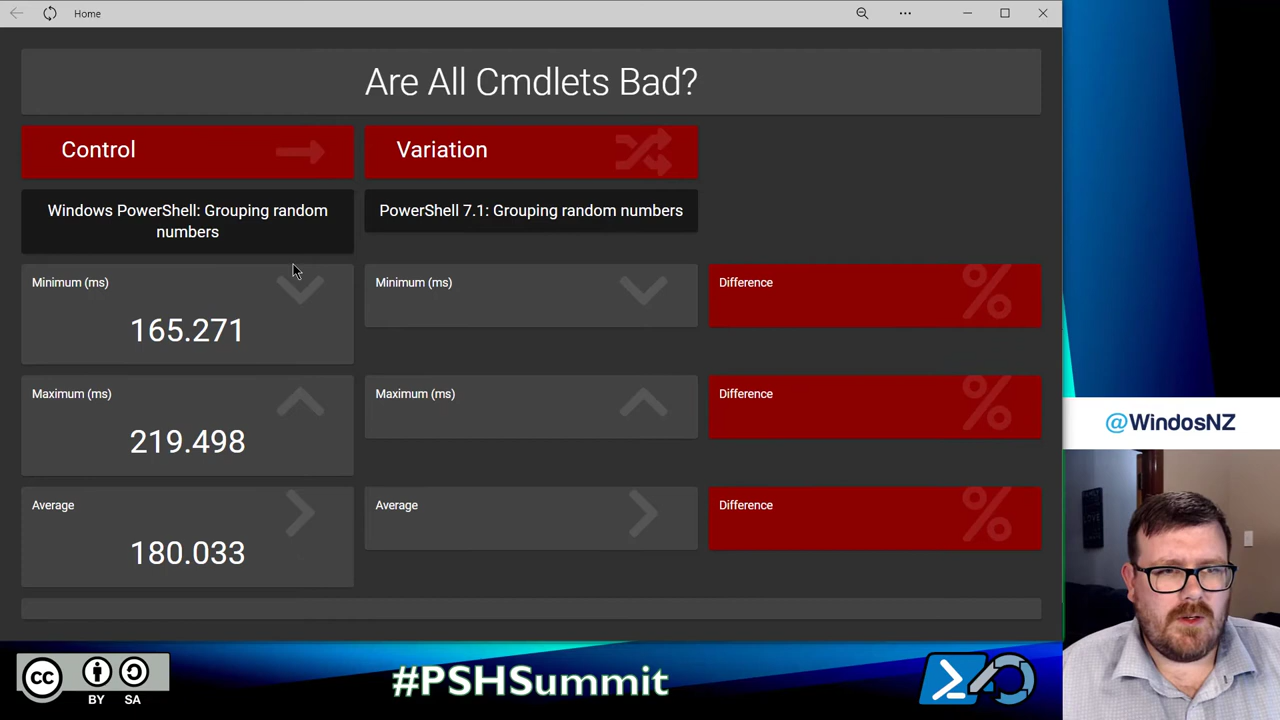 Home
Are All Cmdlets Bad?
Control
Variation
Windows PowerShell: Grouping random
numbers
PowerShell 7.1: Grouping random numbers
Minimum (ms)
165.271
Minimum (ms)
Difference
%
Maximum (ms)
219.498
Maximum (ms)
Difference
%
Average
180.033
Average
Difference
%
@WindosNZ
CC
BY
SA
#PSHSummit